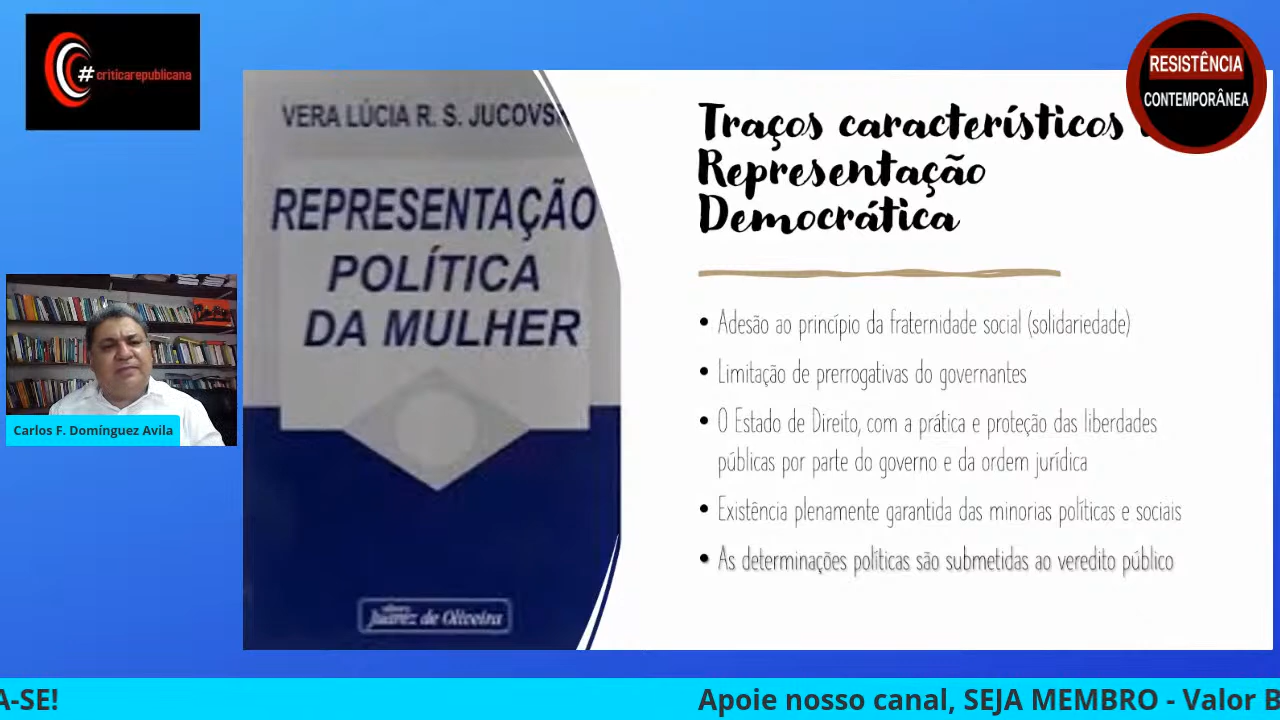 #criticarepublicana
RESISTÊNCIA
CONTEMPORÂNEA
VERA LÚCIA R. S. JUCOVS
REPRESENTAÇÃO
POLÍTICA
DA MULHER
editora
Juarez de Oliveira
Traços característicos
Representação
Democrática
• Adesão ao princípio da fraternidade social (solidariedade)
• Limitação de prerrogativas do governantes
• O Estado de Direito, com a prática e proteção das liberdades
públicas por parte do governo e da ordem jurídica
• Existência plenamente garantida das minorias políticas e sociais
• As determinações políticas são submetidas ao veredito público
Carlos F. Domínguez Avila
A-SE!
Apoie nosso canal, SEJA MEMBRO - Valor B